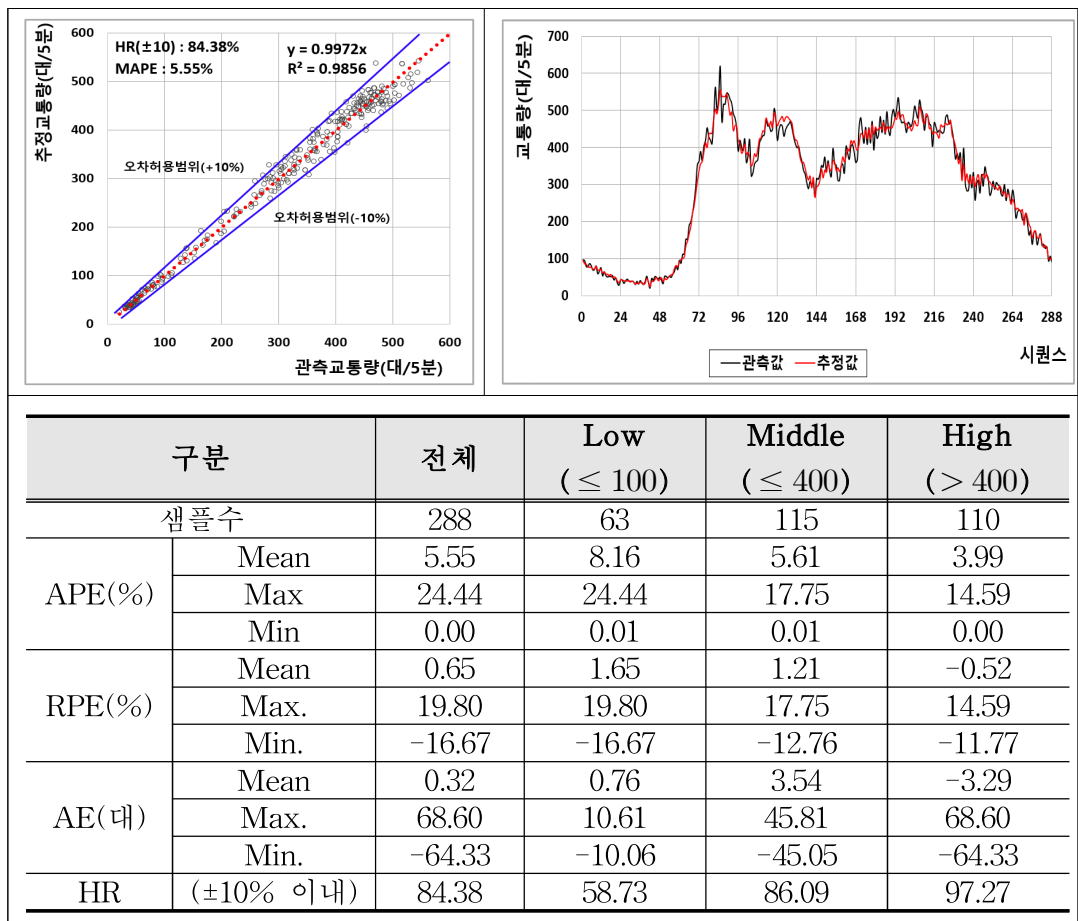 HR(±10) : 84.38%
MAPE : 5.55%
y = 0.9972x
R² = 0.9856
추정교통량(대/5분)
600
500
400
300
200
100
0
오차허용범위(+10%)
오차허용범위(-10%)
0 100 200 300 400 500 600
관측교통량(대/5분)
교통량(대/5분)
700
600
500
400
300
200
100
0
0 24 48 72 96 120 144 168 192 216 240 264 288
시퀀스
관측값 추정값
구분 전체 Low (≤ 100) Middle (≤ 400) High (> 400)
샘플수 288 63 115 110
APE(%) Mean 5.55 8.16 5.61 3.99
Max 24.44 24.44 17.75 14.59
Min 0.00 0.01 0.01 0.00
RPE(%) Mean 0.65 1.65 1.21 -0.52
Max. 19.80 19.80 17.75 14.59
Min. -16.67 -16.67 -12.76 -11.77
AE(대) Mean 0.32 0.76 3.54 -3.29
Max. 68.60 10.61 45.81 68.60
Min. -64.33 -10.06 -45.05 -64.33
HR (±10% 이내) 84.38 58.73 86.09 97.27